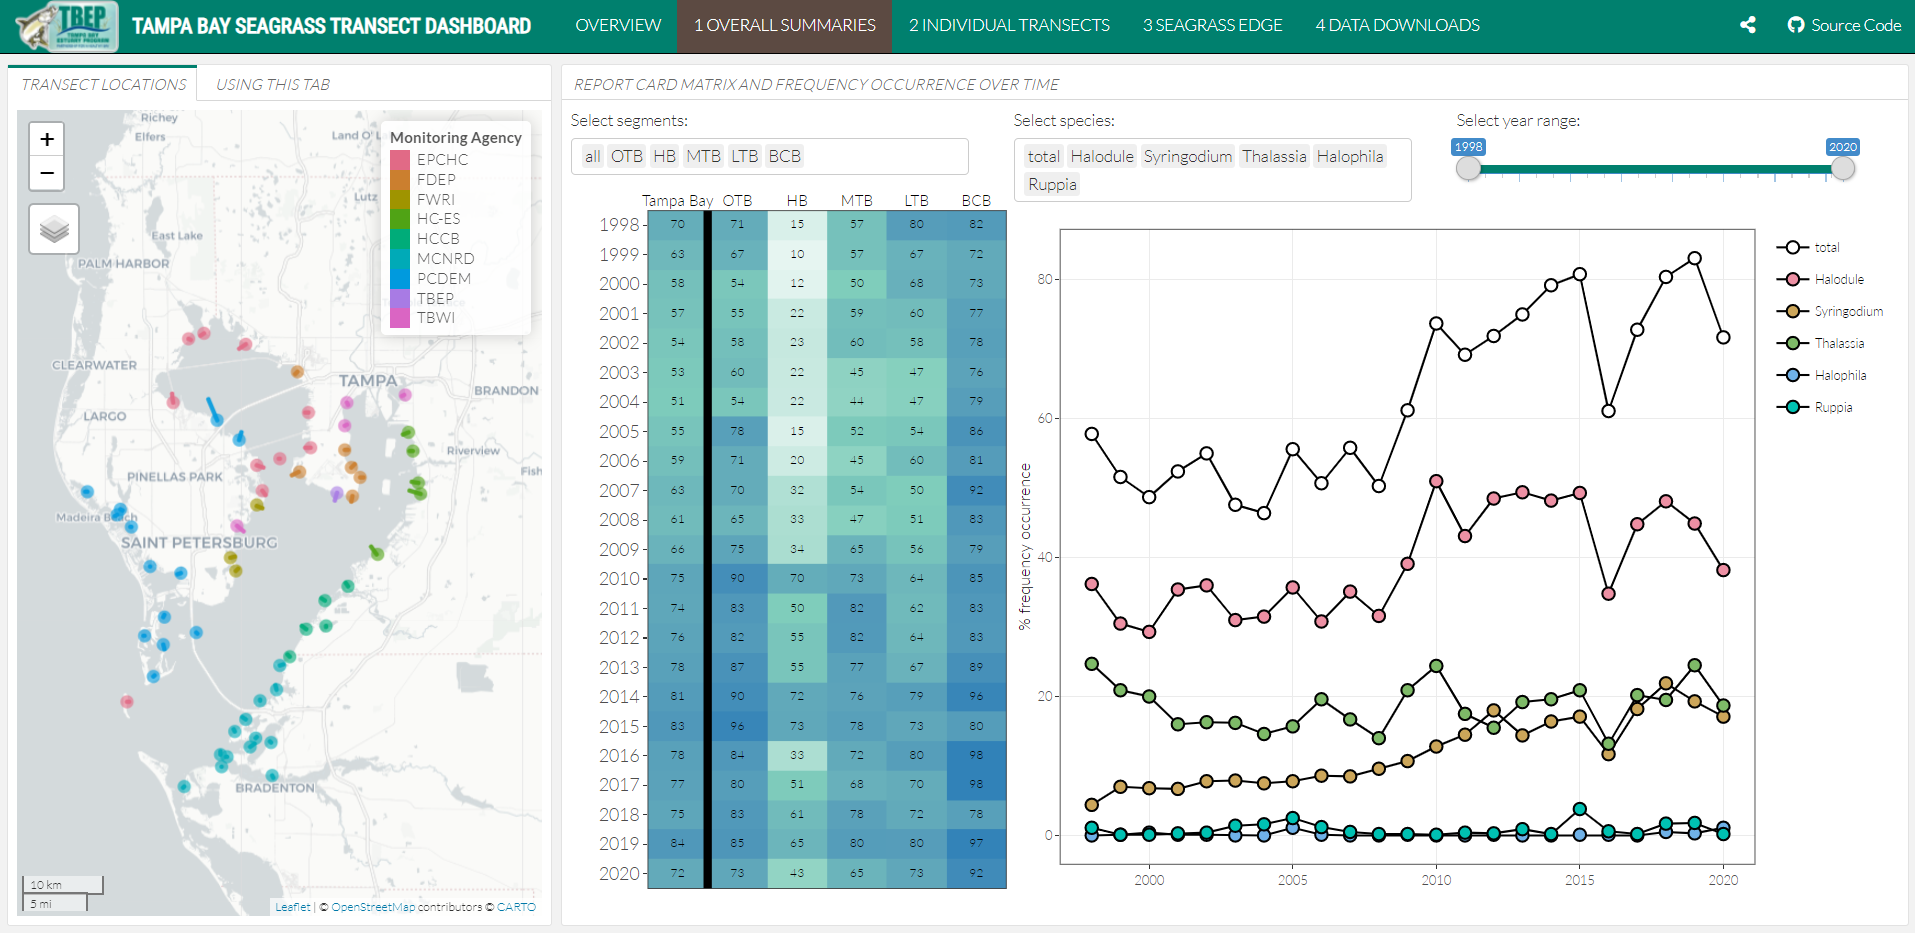 TBEP
TAMPA BAY
ESTUARY PROGRAM
TAMPA BAY SEAGRASS TRANSECT DASHBOARD
OVERVIEW
1 OVERALL SUMMARIES
2 INDIVIDUAL TRANSECTS
3 SEAGRASS EDGE
4 DATA DOWNLOADS
Source Code
TRANSECT LOCATIONS
USING THIS TAB
+
−
Richey
Elfers
Land O' L
Lutz
East Lake
PALM HARBOR
CLEARWATER
TAMPA
BRANDON
LARGO
Riverview
Fish
PINELLAS PARK
Madeira Beach
SAINT PETERSBURG
BRADENTON
Monitoring Agency
EPCHC
FDEP
FWRI
HC-ES
HCCB
MCNRD
PCDEM
TBEP
TBWI
10 km
5 mi
Leaflet | © OpenStreetMap contributors © CARTO
REPORT CARD MATRIX AND FREQUENCY OCCURRENCE OVER TIME
Select segments:
all OTB HB MTB LTB BCB
Select species:
total Halodule Syringodium Thalassia Halophila
Ruppia
Select year range:
1998 2020
Tampa Bay OTB HB MTB LTB BCB
1998 70 71 15 57 80 82
1999 63 67 10 57 67 72
2000 58 54 12 50 68 73
2001 57 55 22 59 60 77
2002 54 58 23 60 58 78
2003 53 60 22 45 47 76
2004 51 54 22 44 47 79
2005 55 78 15 52 54 86
2006 59 71 20 45 60 81
2007 63 70 32 54 50 92
2008 61 65 33 47 51 83
2009 66 75 34 65 56 79
2010 75 90 70 73 64 85
2011 74 83 50 82 62 83
2012 76 82 55 82 64 83
2013 78 87 55 77 67 89
2014 81 90 72 76 79 96
2015 83 96 73 78 73 80
2016 78 84 33 72 80 98
2017 77 80 51 68 70 98
2018 75 83 61 78 72 78
2019 84 85 65 80 80 97
2020 72 73 43 65 73 92
% frequency occurrence
80
60
40
20
0
2000 2005 2010 2015 2020
total
Halodule
Syringodium
Thalassia
Halophila
Ruppia